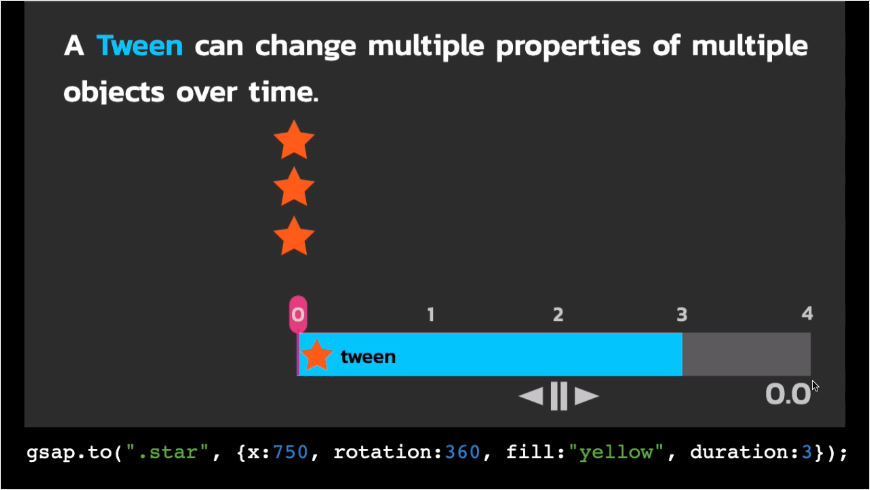 A Tween can change multiple properties of multiple
objects over time.
0 1 2 3 4
tween
0.0
gsap.to(".star", {x:750, rotation:360, fill:"yellow", duration:3});